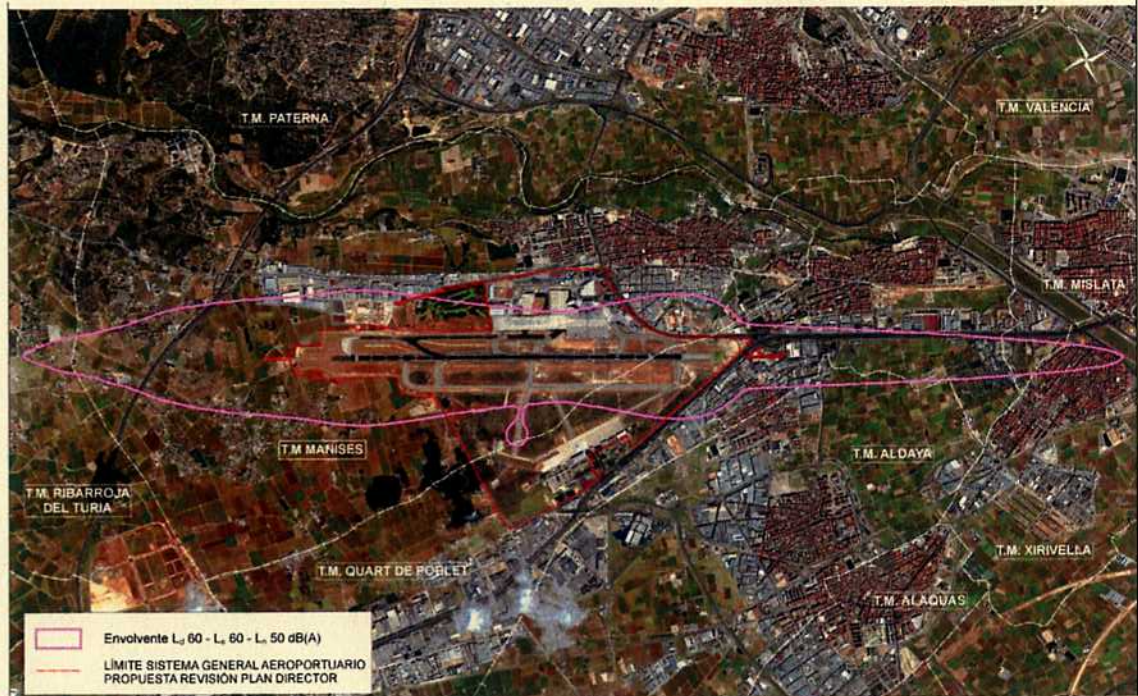 T.M. PATERNA
T.M. VALENCIA
T.M. MISLATA
T.M MANISES
T.M. ALDAYA
T.M. RIBARROJA
DEL TURIA
T.M. XIRIVELLA
T.M. QUART DE POBLET
T.M. ALAQUAS
Envolvente Ld 60 - Le 60 - Ln 50 dB(A)
LÍMITE SISTEMA GENERAL AEROPORTUARIO
PROPUESTA REVISIÓN PLAN DIRECTOR